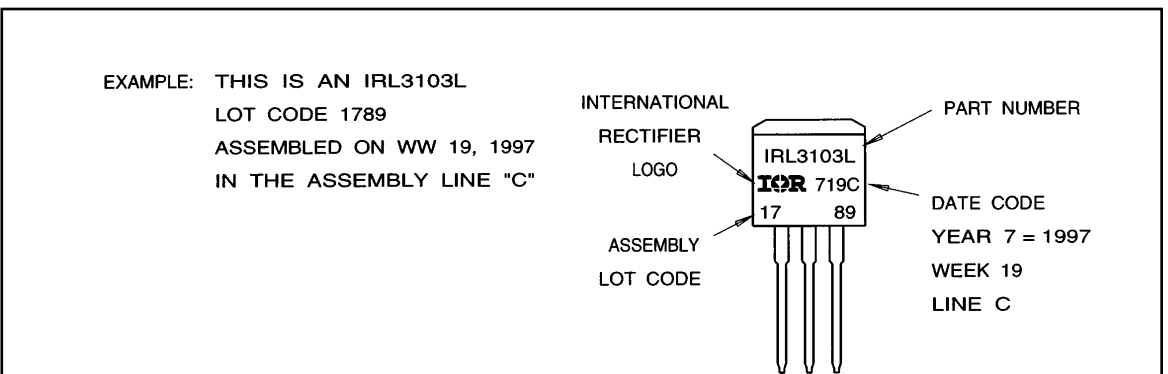 EXAMPLE: THIS IS AN IRL3103L
LOT CODE 1789
ASSEMBLED ON WW 19, 1997
IN THE ASSEMBLY LINE "C"
INTERNATIONAL
RECTIFIER
LOGO
PART NUMBER
IRL3103L
IOR 719C
17 89
ASSEMBLY
LOT CODE
DATE CODE
YEAR 7 = 1997
WEEK 19
LINE C